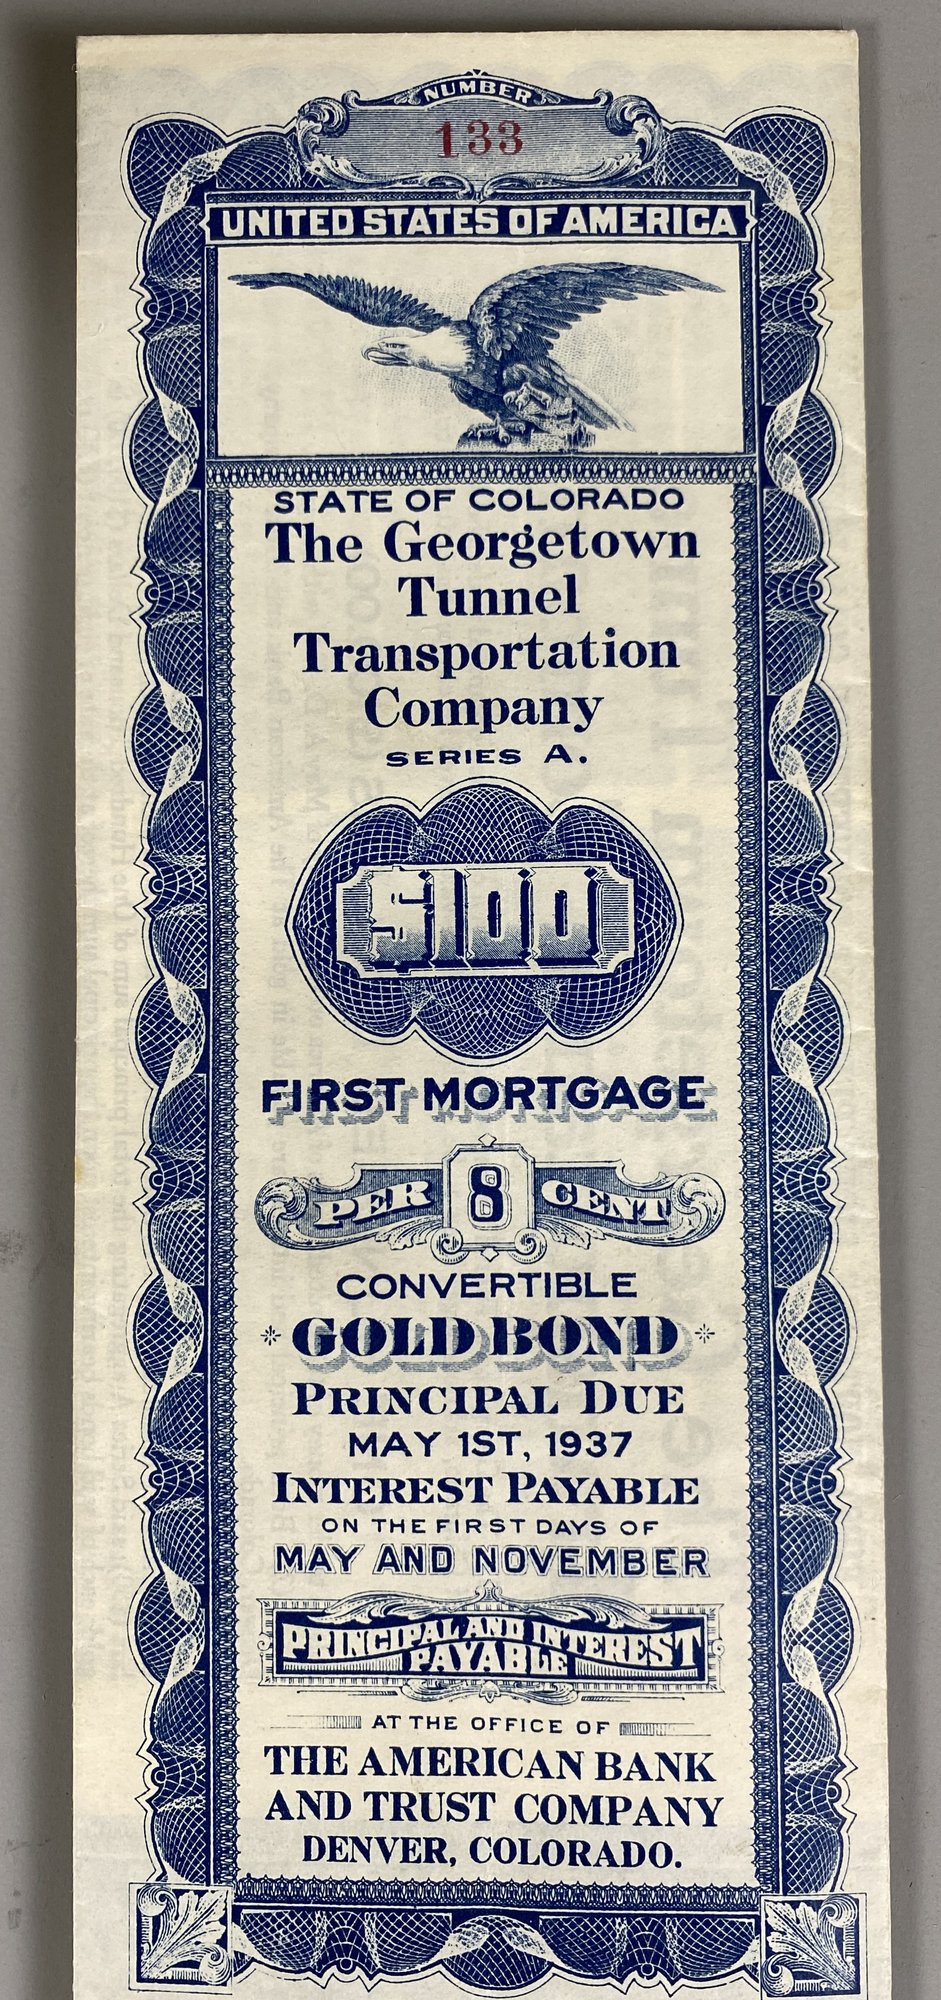 NUMBER
133
UNITED STATES OF AMERICA
STATE OF COLORADO
The Georgetown
Tunnel
Transportation
Company
SERIES A.
$100
FIRST MORTGAGE
PER 8 CENT
CONVERTIBLE
GOLD BOND
PRINCIPAL DUE
MAY 1ST, 1937
INTEREST PAYABLE
ON THE FIRST DAYS OF
MAY AND NOVEMBER
PRINCIPAL AND INTEREST
PAYABLE
AT THE OFFICE OF
THE AMERICAN BANK
AND TRUST COMPANY
DENVER, COLORADO.